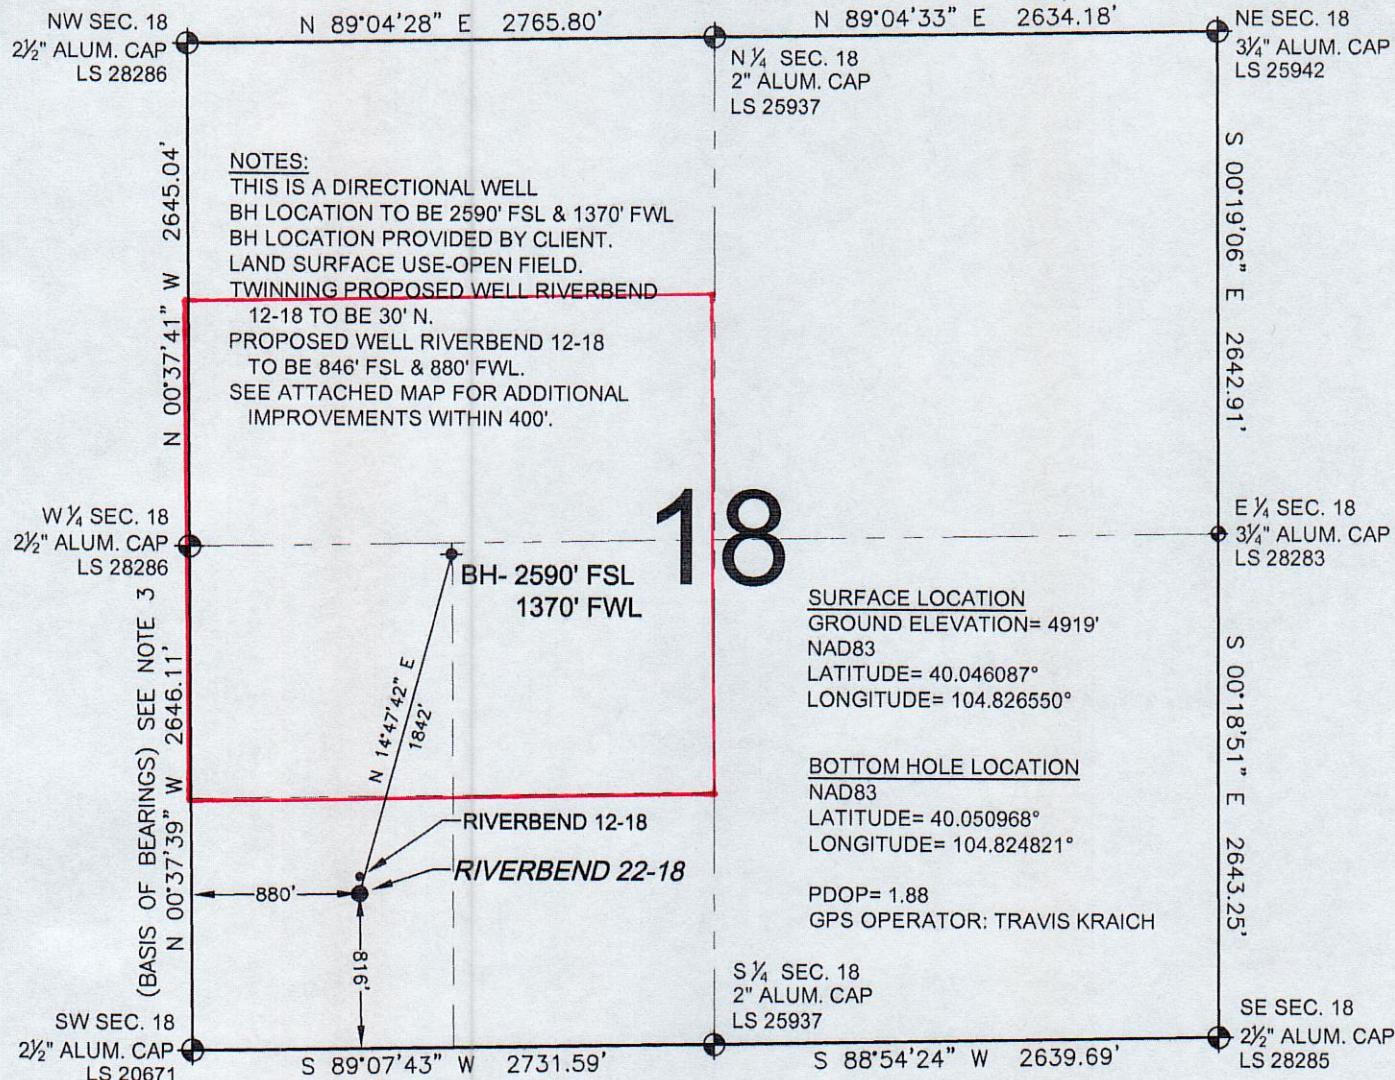 NW SEC. 18
2½" ALUM. CAP
LS 28286
N 89°04'28" E 2765.80'
N ¼ SEC. 18
2" ALUM. CAP
LS 25937
N 89°04'33" E 2634.18'
NE SEC. 18
3¼" ALUM. CAP
LS 25942
N 00°37'41" W 2645.04'
NOTES:
THIS IS A DIRECTIONAL WELL
BH LOCATION TO BE 2590' FSL & 1370' FWL
BH LOCATION PROVIDED BY CLIENT.
LAND SURFACE USE-OPEN FIELD.
TWINNING PROPOSED WELL RIVERBEND
12-18 TO BE 30' N.
PROPOSED WELL RIVERBEND 12-18
TO BE 846' FSL & 880' FWL.
SEE ATTACHED MAP FOR ADDITIONAL
IMPROVEMENTS WITHIN 400'.
S 00°19'06" E 2642.91'
W ¼ SEC. 18
2½" ALUM. CAP
LS 28286
18
E ¼ SEC. 18
3¼" ALUM. CAP
LS 28283
BH- 2590' FSL
1370' FWL
SURFACE LOCATION
GROUND ELEVATION= 4919'
NAD83
LATITUDE= 40.046087°
LONGITUDE= 104.826550°
BOTTOM HOLE LOCATION
NAD83
LATITUDE= 40.050968°
LONGITUDE= 104.824821°
PDOP= 1.88
GPS OPERATOR: TRAVIS KRAICH
(BASIS OF BEARINGS) SEE NOTE 3
N 00°37'39" W 2646.11'
N 14°47'42" E
1842'
S 00°18'51" E 2643.25'
RIVERBEND 12-18
RIVERBEND 22-18
880'
816'
SW SEC. 18
2½" ALUM. CAP
LS 20671
S 89°07'43" W 2731.59'
S ¼ SEC. 18
2" ALUM. CAP
LS 25937
S 88°54'24" W 2639.69'
SE SEC. 18
2½" ALUM. CAP
LS 28285